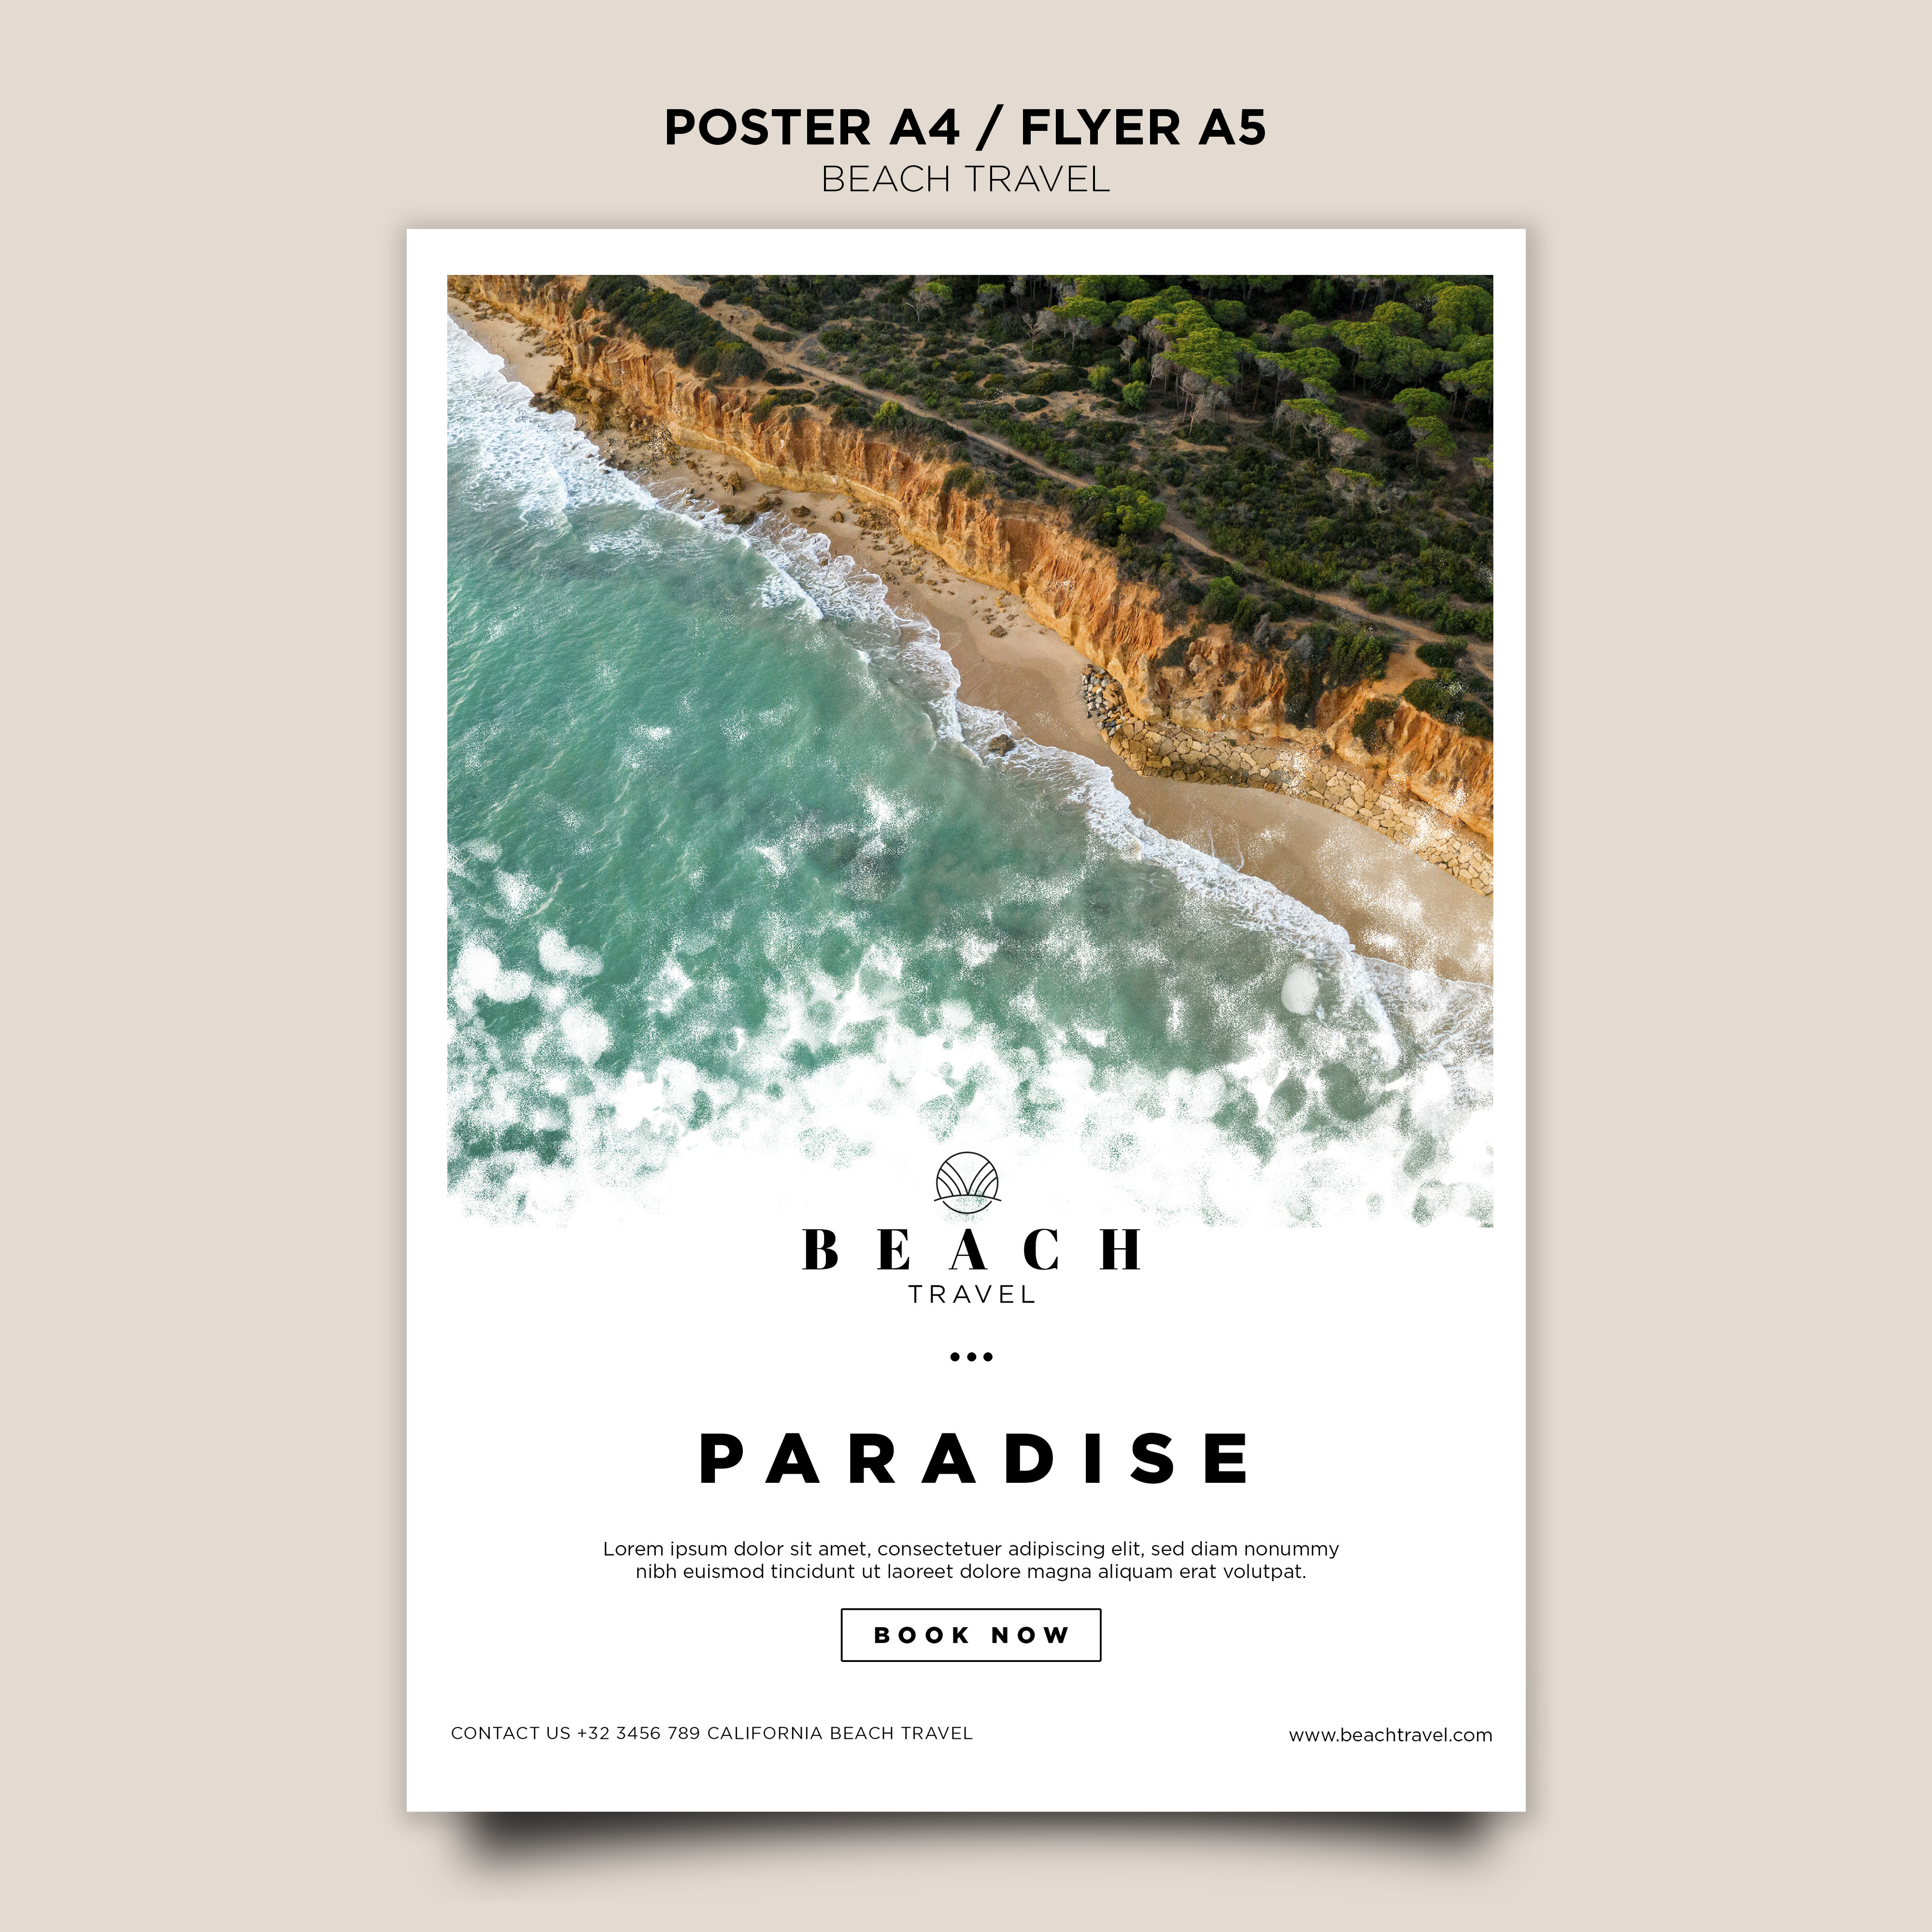 POSTER A4 / FLYER A5
BEACH TRAVEL
BEACH
TRAVEL
•••
PARADISE
Lorem ipsum dolor sit amet, consectetuer adipiscing elit, sed diam nonummy
nibh euismod tincidunt ut laoreet dolore magna aliquam erat volutpat.
BOOK NOW
CONTACT US +32 3456 789 CALIFORNIA BEACH TRAVEL
www.beachtravel.com